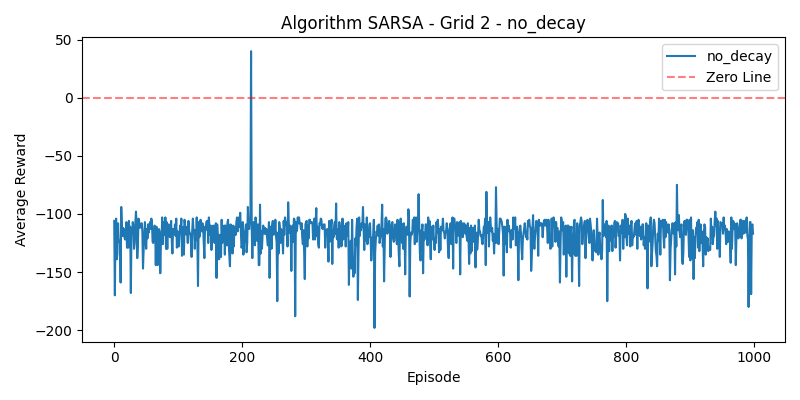 Algorithm SARSA - Grid 2 - no_decay
no_decay
Zero Line
50
0
−50
−100
−150
−200
Average Reward
0
200
400
600
800
1000
Episode